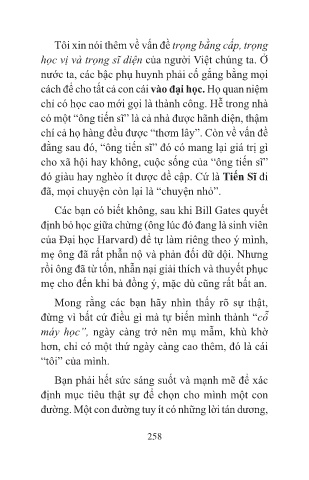 Tôi xin nói thêm về vấn đề trọng bằng cấp, trọng
học vị và trọng sĩ diện của người Việt chúng ta. Ở
nước ta, các bậc phụ huynh phải cố gắng bằng mọi
cách để cho tất cả con cái vào đại học. Họ quan niệm
chỉ có học cao mới gọi là thành công. Hễ trong nhà
có một “ông tiến sĩ” là cả nhà được hãnh diện, thậm
chí cả họ hàng đều được “thơm lây”. Còn về vấn đề
đằng sau đó, “ông tiến sĩ” đó có mang lại giá trị gì
cho xã hội hay không, cuộc sống của “ông tiến sĩ”
đó giàu hay nghèo ít được đề cập. Cứ là Tiến Sĩ đi
đã, mọi chuyện còn lại là “chuyện nhỏ”.
Các bạn có biết không, sau khi Bill Gates quyết
định bỏ học giữa chừng (ông lúc đó đang là sinh viên
của Đại học Harvard) để tự làm riêng theo ý mình,
mẹ ông đã rất phẫn nộ và phản đối dữ dội. Nhưng
rồi ông đã từ tốn, nhẫn nại giải thích và thuyết phục
mẹ cho đến khi bà đồng ý, mặc dù cũng rất bất an.
Mong rằng các bạn hãy nhìn thấy rõ sự thật,
đừng vì bất cứ điều gì mà tự biến mình thành “cỗ
máy học”, ngày càng trở nên mụ mẫm, khù khờ
hơn, chỉ có một thứ ngày càng cao thêm, đó là cái
“tôi” của mình.
Bạn phải hết sức sáng suốt và mạnh mẽ để xác
định mục tiêu thật sự để chọn cho mình một con
đường. Một con đường tuy ít có những lời tán dương,
258